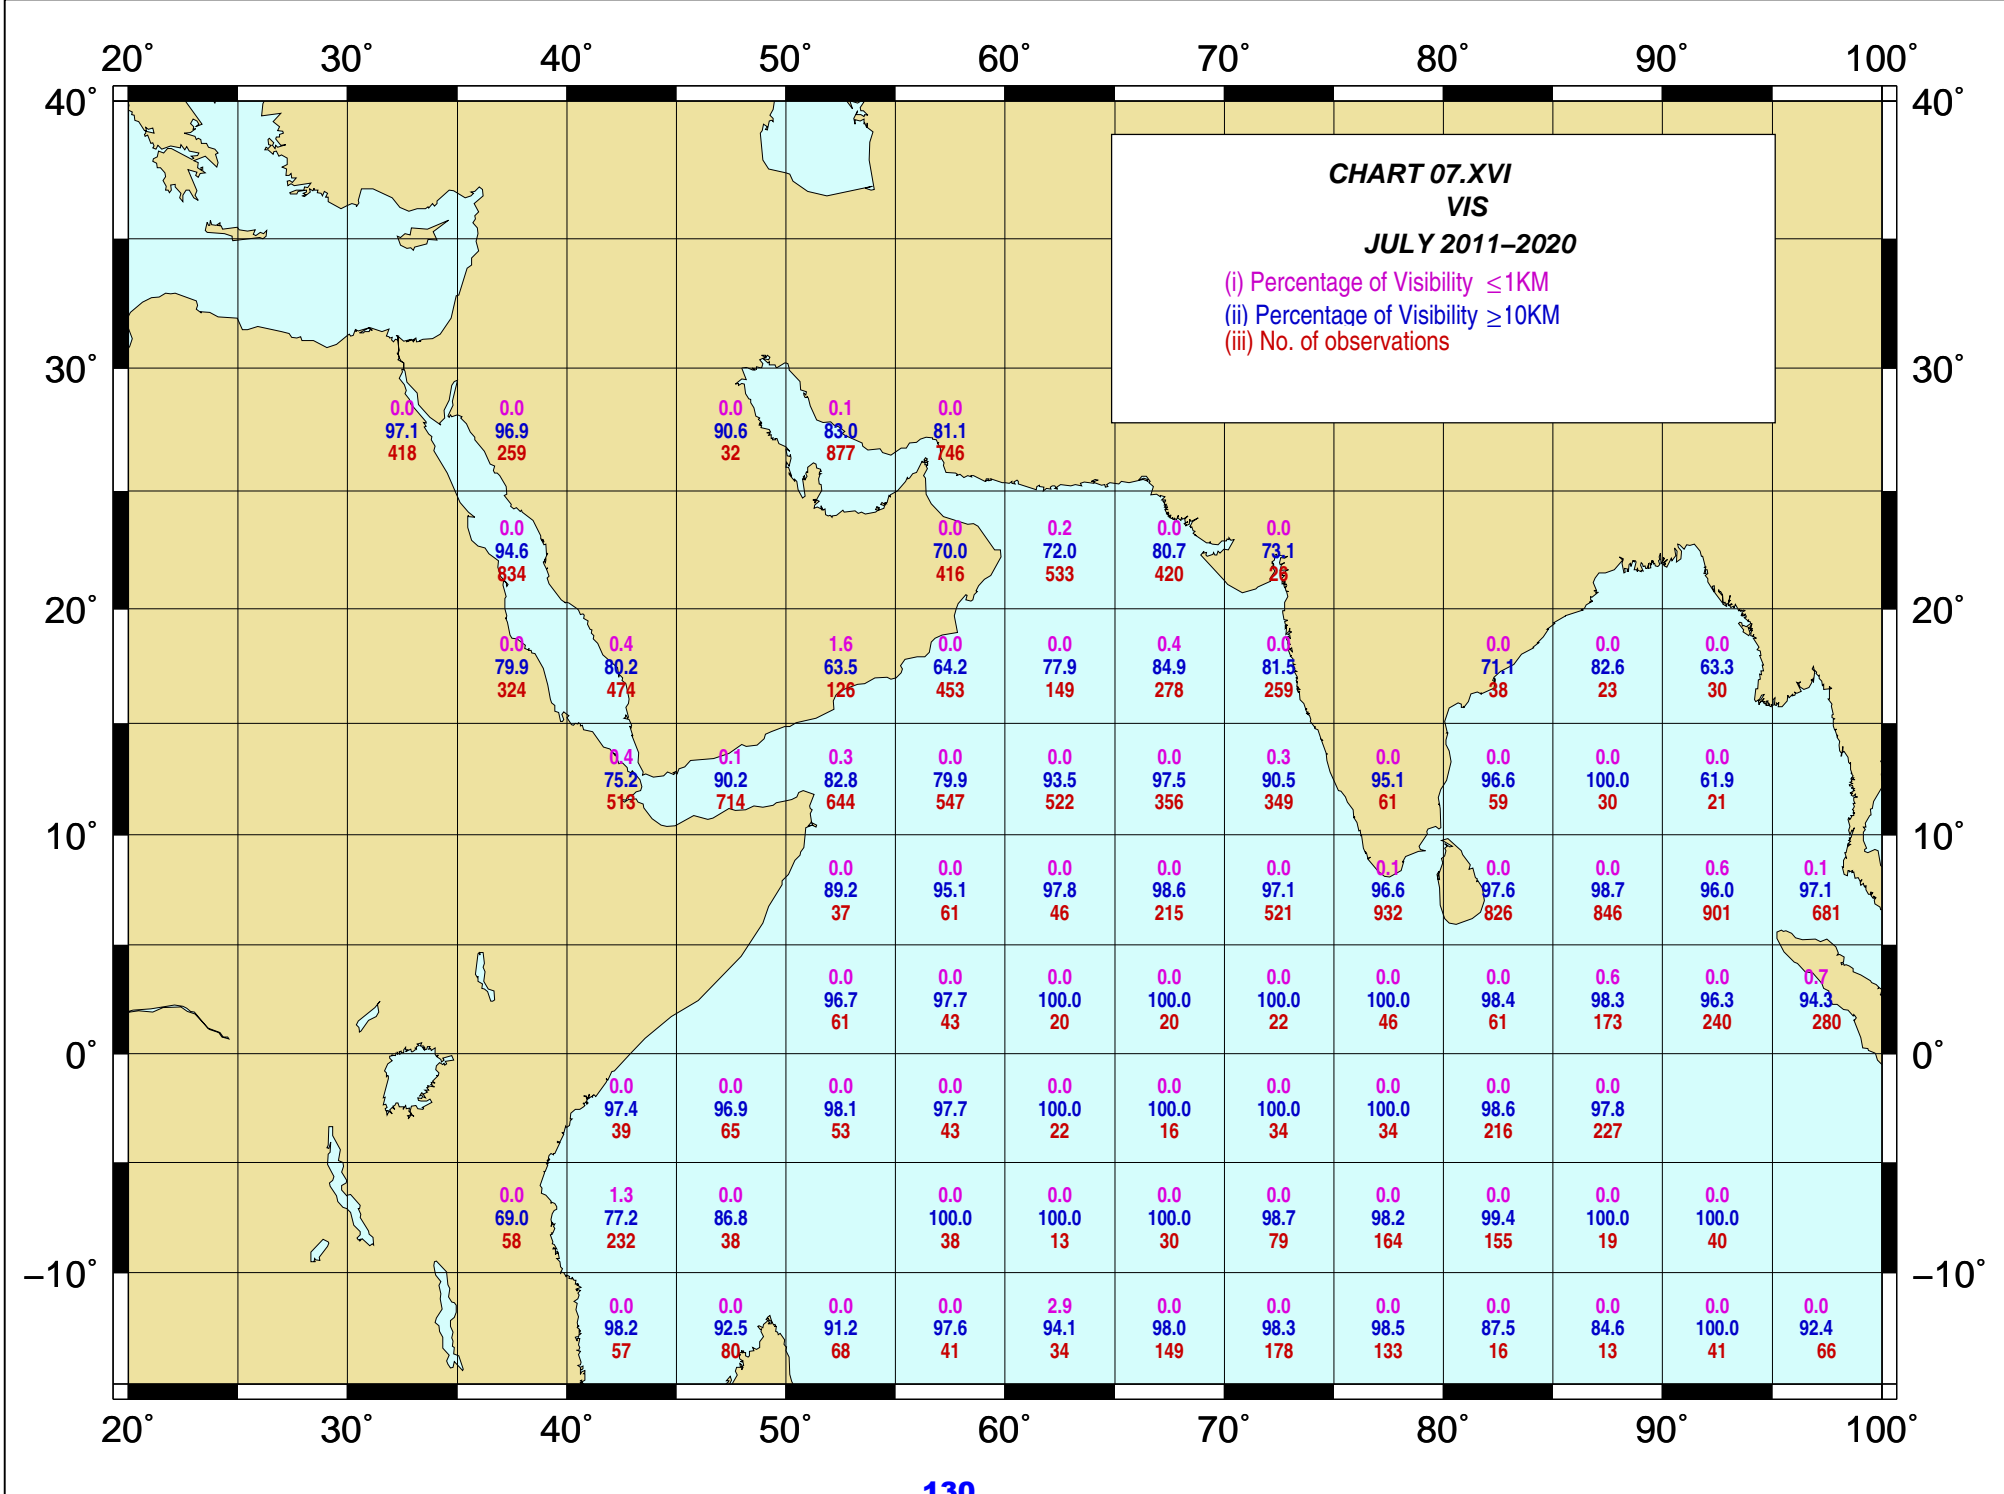 20° 30° 40° 50° 60° 70° 80° 90° 100°
40° 40°
CHART 07.XVI
VIS
JULY 2011–2020
(i) Percentage of Visibility ≤1KM
(ii) Percentage of Visibility ≥10KM
(iii) No. of observations
30° 30°
0.0 0.0 0.0 0.1 0.0
97.1 96.9 90.6 83.0 81.1
418 259 32 877 746
0.0 0.0 0.2 0.0 0.0
94.6 70.0 72.0 80.7 73.1
834 416 533 420 26
20° 20°
0.0 0.4 1.6 0.0 0.0 0.4 0.0 0.0 0.0 0.0
79.9 80.2 63.5 64.2 77.9 84.9 81.5 71.1 82.6 63.3
324 474 126 453 149 278 259 38 23 30
0.4 0.1 0.3 0.0 0.0 0.0 0.3 0.0 0.0 0.0 0.0
75.2 90.2 82.8 79.9 93.5 97.5 90.5 95.1 96.6 100.0 61.9
513 714 644 547 522 356 349 61 59 30 21
10° 10°
0.0 0.0 0.0 0.0 0.0 0.1 0.0 0.0 0.6 0.1
89.2 95.1 97.8 98.6 97.1 96.6 97.6 98.7 96.0 97.1
37 61 46 215 521 932 826 846 901 681
0.0 0.0 0.0 0.0 0.0 0.0 0.0 0.6 0.0 0.7
96.7 97.7 100.0 100.0 100.0 100.0 98.4 98.3 96.3 94.3
61 43 20 20 22 46 61 173 240 280
0° 0°
0.0 0.0 0.0 0.0 0.0 0.0 0.0 0.0 0.0 0.0
97.4 96.9 98.1 97.7 100.0 100.0 100.0 100.0 98.6 97.8
39 65 53 43 22 16 34 34 216 227
0.0 1.3 0.0 0.0 0.0 0.0 0.0 0.0 0.0 0.0 0.0
69.0 77.2 86.8 100.0 100.0 100.0 98.7 98.2 99.4 100.0 100.0
58 232 38 38 13 30 79 164 155 19 40
−10° −10°
0.0 0.0 0.0 0.0 2.9 0.0 0.0 0.0 0.0 0.0 0.0 0.0
98.2 92.5 91.2 97.6 94.1 98.0 98.3 98.5 87.5 84.6 100.0 92.4
57 80 68 41 34 149 178 133 16 13 41 66
20° 30° 40° 50° 60° 70° 80° 90° 100°
130